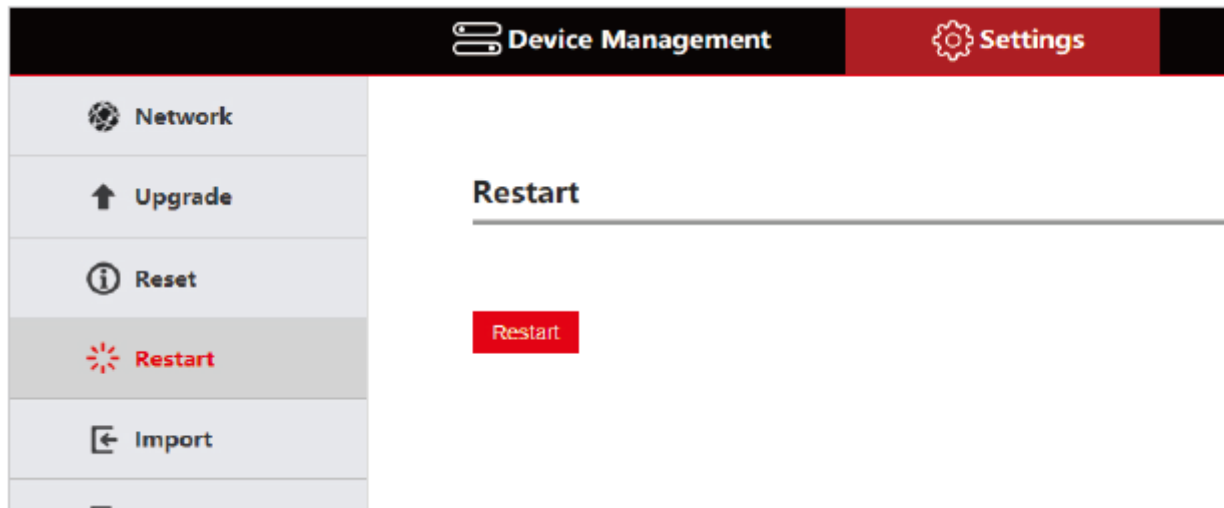 Device Management
Settings
Network
Upgrade
Reset
Restart
Import
Restart
Restart